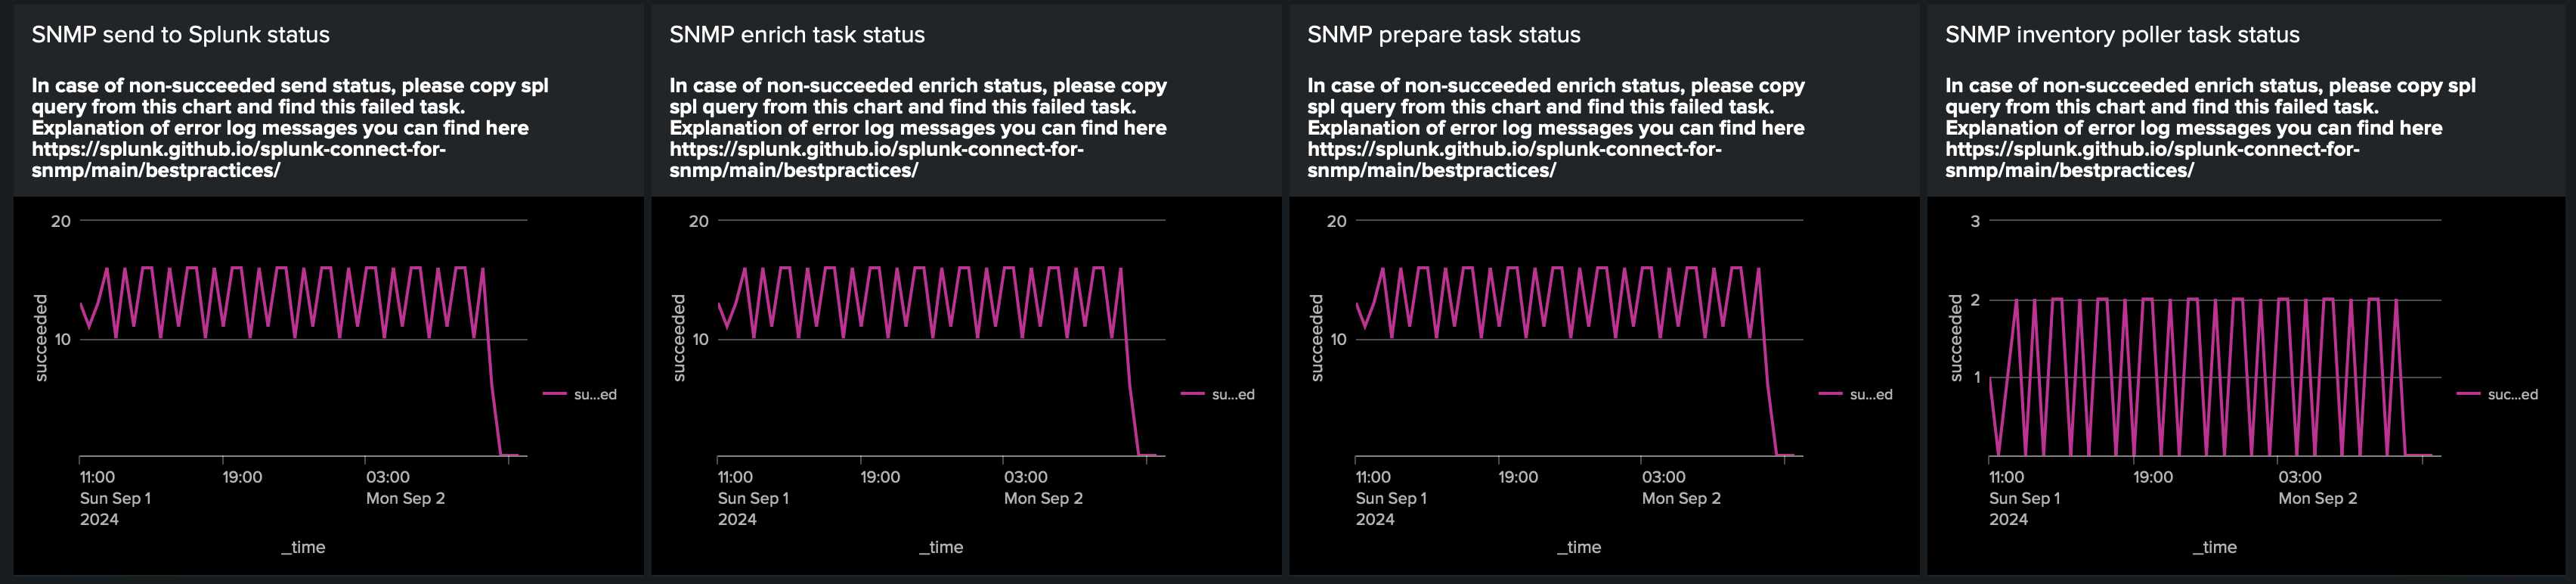 SNMP send to Splunk status
In case of non-succeeded send status, please copy spl
query from this chart and find this failed task.
Explanation of error log messages you can find here
https://splunk.github.io/splunk-connect-for-
snmp/main/bestpractices/
20
10
succeeded
su...ed
11:00
19:00
03:00
Sun Sep 1
Mon Sep 2
2024
_time
SNMP enrich task status
In case of non-succeeded enrich status, please copy
spl query from this chart and find this failed task.
Explanation of error log messages you can find here
https://splunk.github.io/splunk-connect-for-
snmp/main/bestpractices/
20
10
succeeded
su...ed
11:00
19:00
03:00
Sun Sep 1
Mon Sep 2
2024
_time
SNMP prepare task status
In case of non-succeeded enrich status, please copy
spl query from this chart and find this failed task.
Explanation of error log messages you can find here
https://splunk.github.io/splunk-connect-for-
snmp/main/bestpractices/
20
10
succeeded
su...ed
11:00
19:00
03:00
Sun Sep 1
Mon Sep 2
2024
_time
SNMP inventory poller task status
In case of non-succeeded enrich status, please copy spl
query from this chart and find this failed task.
Explanation of error log messages you can find here
https://splunk.github.io/splunk-connect-for-
snmp/main/bestpractices/
3
2
1
succeeded
suc...ed
11:00
19:00
03:00
Sun Sep 1
Mon Sep 2
2024
_time